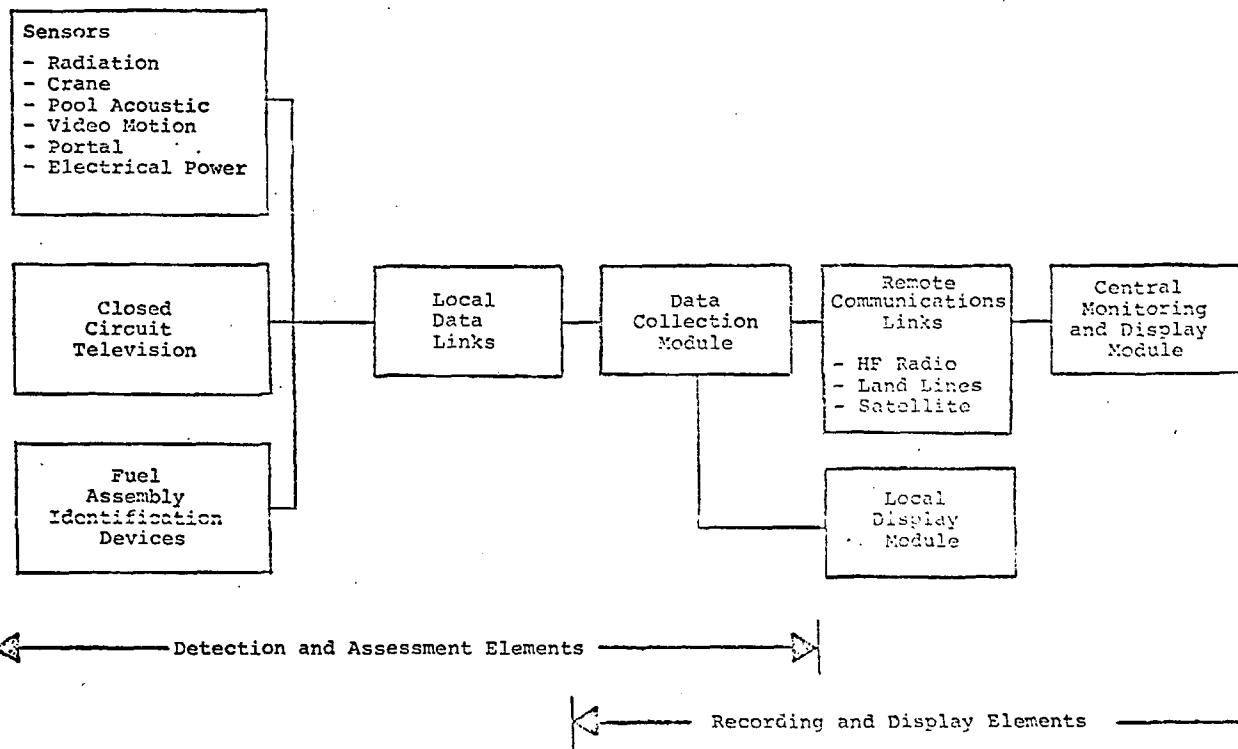 Sensors
- Radiation
- Crane
- Pool Acoustic
- Video Motion
- Portal
- Electrical Power
Closed
Circuit
Television
Fuel
Assembly
Identification
Devices
Local
Data
Links
Data
Collection
Module
Remote
Communications
Links
- HF Radio
- Land Lines
- Satellite
Central
Monitoring
and Display
Module
Local
Display
Module
Detection and Assessment Elements
Recording and Display Elements